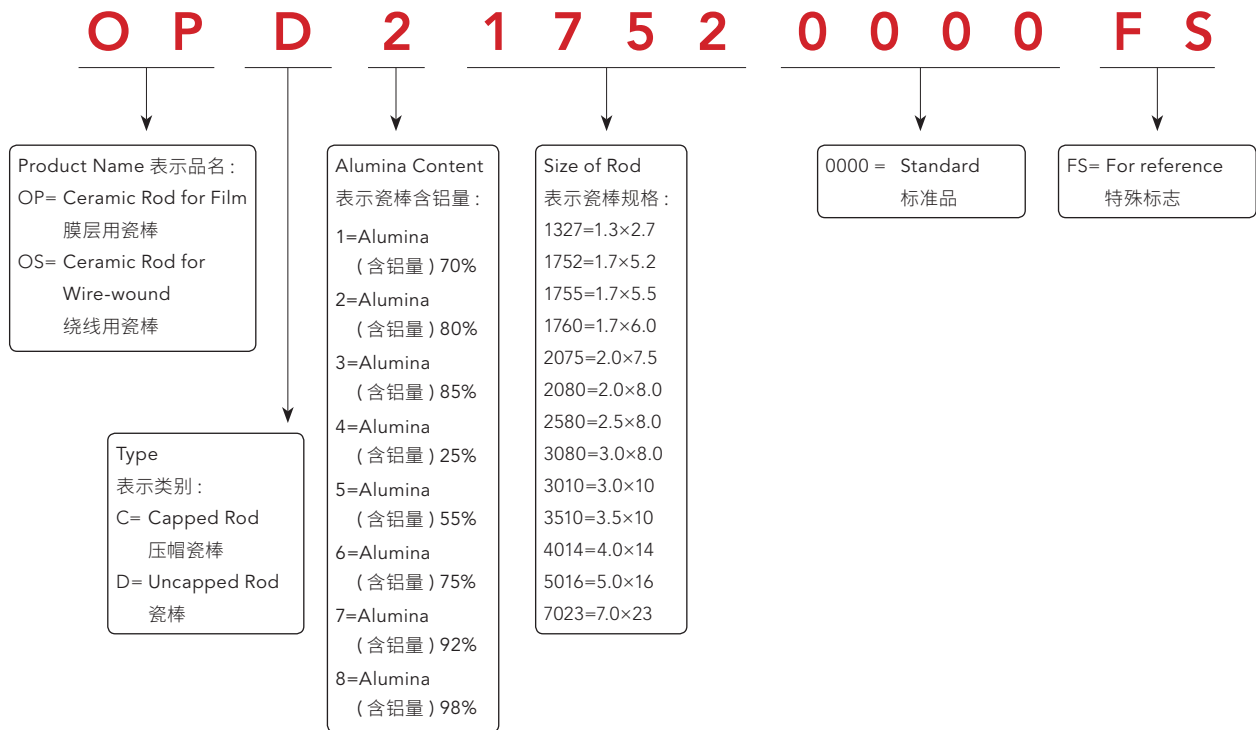 O P D 2 1 7 5 2 0 0 0 0 F S
Product Name 表示品名 :
OP= Ceramic Rod for Film
膜层用瓷棒
OS= Ceramic Rod for
Wire-wound
绕线用瓷棒
Type
表示类别 :
C= Capped Rod
压帽瓷棒
D= Uncapped Rod
瓷棒
Alumina Content
表示瓷棒含铝量 :
1=Alumina
( 含铝量 ) 70%
2=Alumina
( 含铝量 ) 80%
3=Alumina
( 含铝量 ) 85%
4=Alumina
( 含铝量 ) 25%
5=Alumina
( 含铝量 ) 55%
6=Alumina
( 含铝量 ) 75%
7=Alumina
( 含铝量 ) 92%
8=Alumina
( 含铝量 ) 98%
Size of Rod
表示瓷棒规格 :
1327=1.3×2.7
1752=1.7×5.2
1755=1.7×5.5
1760=1.7×6.0
2075=2.0×7.5
2080=2.0×8.0
2580=2.5×8.0
3080=3.0×8.0
3010=3.0×10
3510=3.5×10
4014=4.0×14
5016=5.0×16
7023=7.0×23
0000 = Standard
标准品
FS= For reference
特殊标志